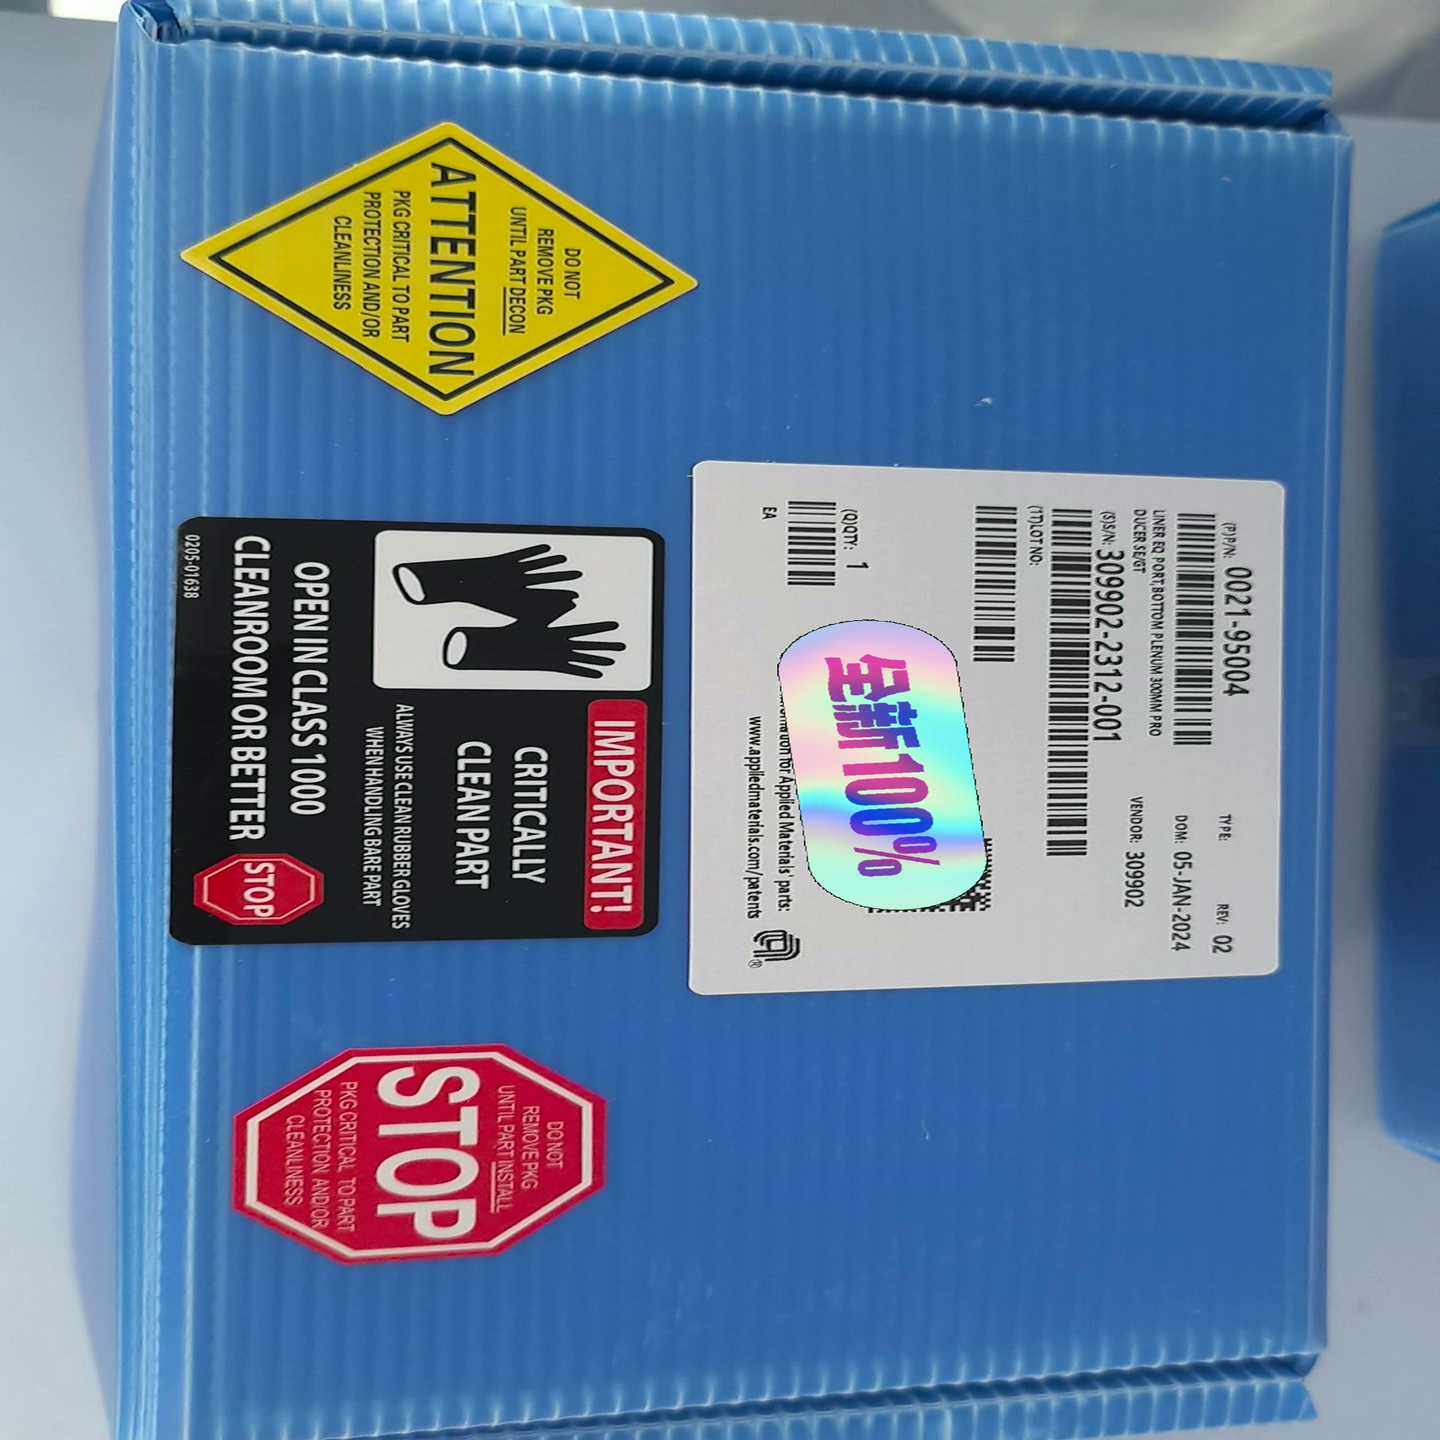 ATTENTION
DO NOT
REMOVE PKG
UNTIL PART DECON
PKG CRITICAL TO PART
PROTECTION AND/OR
CLEANLINESS
(P)P/N: 0021-95004
TYPE:
REV: 02
LINER EQ PORT,BOTTOM PLENUM 300MM PRO
DUCER SE/GT
DOM: 05-JAN-2024
(S)S/N: 309902-2312-001
VENDOR: 309902
(1T)LOT NO:
(Q)QTY: 1
EA
全新100%
for Applied Materials' parts:
www.appliedmaterials.com/patents
®
IMPORTANT!
CRITICALLY
CLEAN PART
ALWAYS USE CLEAN RUBBER GLOVES
WHEN HANDLING BARE PART
OPEN IN CLASS 1000
CLEANROOM OR BETTER
STOP
0205-01638
DO NOT
REMOVE PKG
UNTIL PART INSTALL
STOP
PKG CRITICAL TO PART
PROTECTION AND/OR
CLEANLINESS